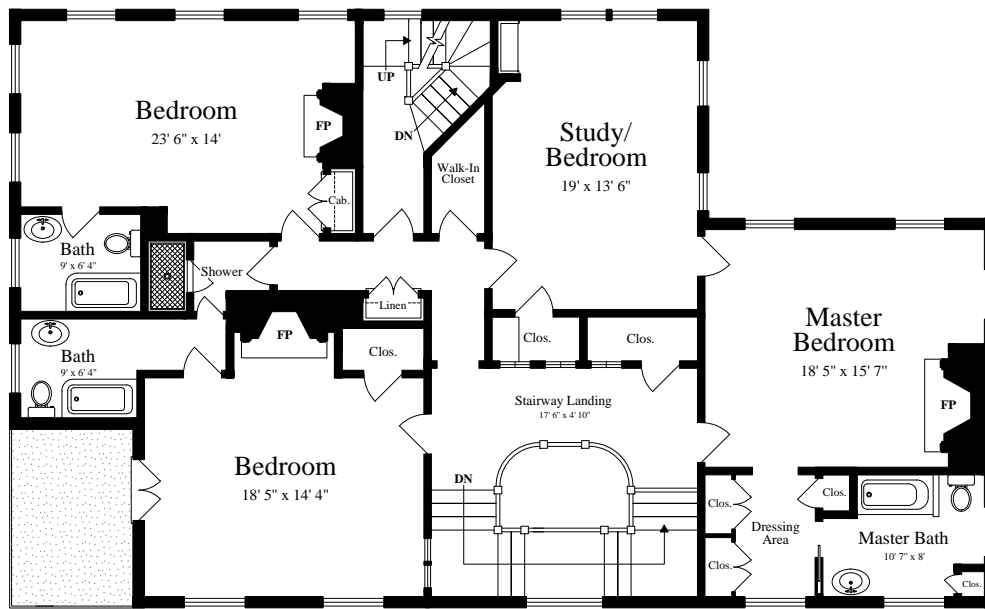 UP
Bedroom
23' 6" x 14'
FP
DN
Study/
Bedroom
19' x 13' 6"
Walk-In
Closet
Cab.
Bath
9' x 6' 4"
Shower
Linen
Master
Bedroom
18' 5" x 15' 7"
FP
Clos.
Clos.
Clos.
Bath
9' x 6' 4"
Stairway Landing
17' 6" x 4' 10"
FP
Bedroom
18' 5" x 14' 4"
DN
Clos.
Clos.
Dressing
Area
Master Bath
10' 7" x 8'
Clos.
Clos.